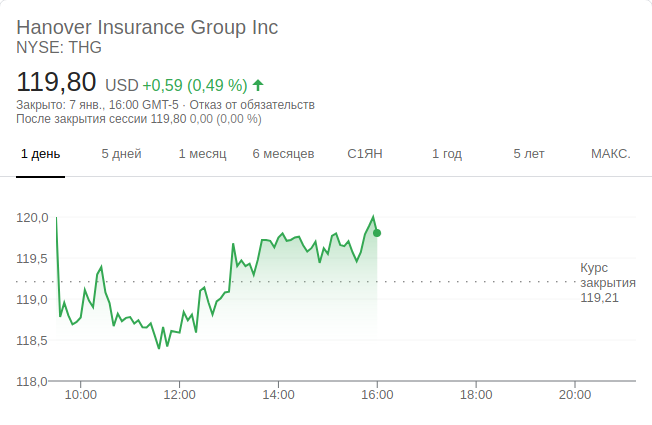 Hanover Insurance Group Inc
NYSE: THG
119,80 USD +0,59 (0,49 %)
Закрыто: 7 янв., 16:00 GMT-5 · Отказ от обязательств
После закрытия сессии 119,80 0,00 (0,00 %)
1 день 5 дней 1 месяц 6 месяцев С1ЯН 1 год 5 лет МАКС.
120,0
119,5
Курс
закрытия
119,21
119,0
118,5
118,0
10:00 12:00 14:00 16:00 18:00 20:00